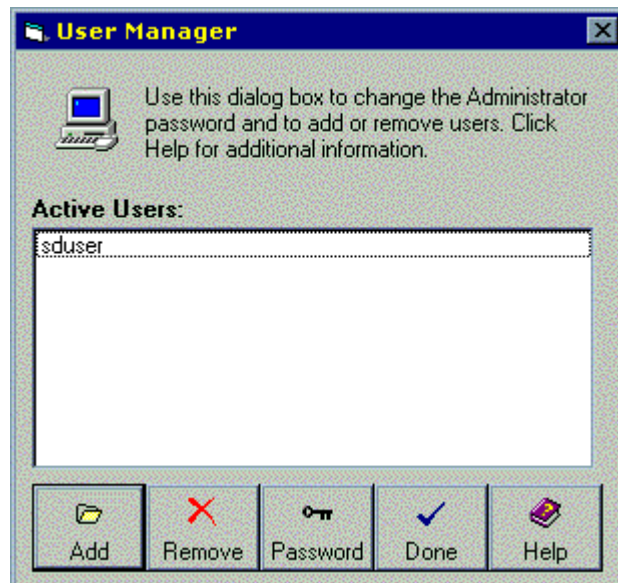 User Manager
Use this dialog box to change the Administrator
password and to add or remove users. Click
Help for additional information.
Active Users:
sduser
Add Remove Password Done Help